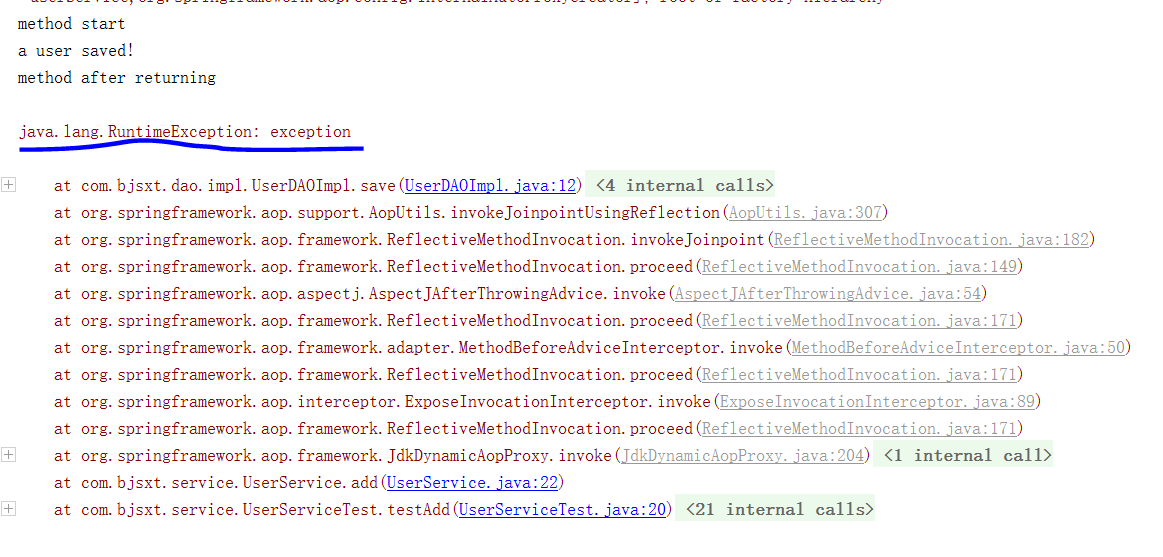 method start
a user saved!
method after returning
java.lang.RuntimeException: exception
at com.bjsxt.dao.impl.UserDAOImpl.save(UserDAOImpl.java:12) <4 internal calls>
at org.springframework.aop.support.AopUtils.invokeJoinpointUsingReflection(AopUtils.java:307)
at org.springframework.aop.framework.ReflectiveMethodInvocation.invokeJoinpoint(ReflectiveMethodInvocation.java:182)
at org.springframework.aop.framework.ReflectiveMethodInvocation.proceed(ReflectiveMethodInvocation.java:149)
at org.springframework.aop.aspectj.AspectJAfterThrowingAdvice.invoke(AspectJAfterThrowingAdvice.java:54)
at org.springframework.aop.framework.ReflectiveMethodInvocation.proceed(ReflectiveMethodInvocation.java:171)
at org.springframework.aop.framework.adapter.MethodBeforeAdviceInterceptor.invoke(MethodBeforeAdviceInterceptor.java:50)
at org.springframework.aop.framework.ReflectiveMethodInvocation.proceed(ReflectiveMethodInvocation.java:171)
at org.springframework.aop.interceptor.ExposeInvocationInterceptor.invoke(ExposeInvocationInterceptor.java:89)
at org.springframework.aop.framework.ReflectiveMethodInvocation.proceed(ReflectiveMethodInvocation.java:171)
at org.springframework.aop.framework.JdkDynamicAopProxy.invoke(JdkDynamicAopProxy.java:204) <1 internal call>
at com.bjsxt.service.UserService.add(UserService.java:22)
at com.bjsxt.service.UserServiceTest.testAdd(UserServiceTest.java:20) <21 internal calls>